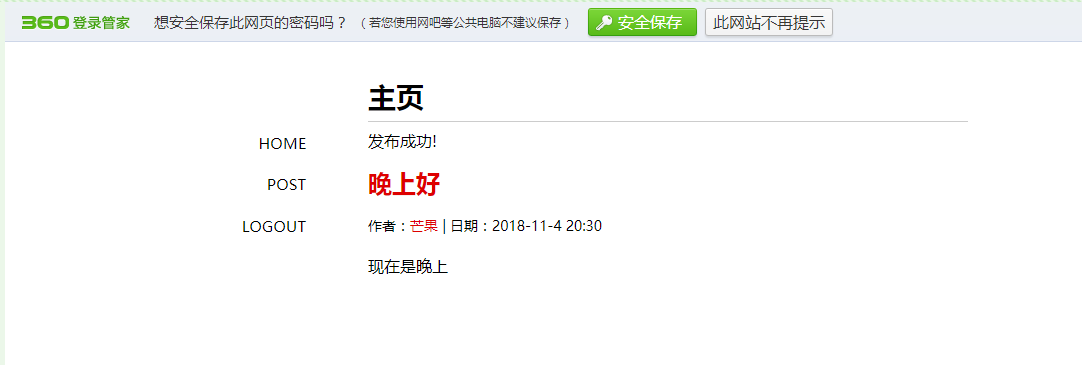 360 登录管家 想安全保存此网页的密码吗？（若您使用网吧等公共电脑不建议保存） 安全保存 此网站不再提示
主页
HOME 发布成功!
POST 晚上好
LOGOUT 作者：芒果 | 日期：2018-11-4 20:30
现在是晚上